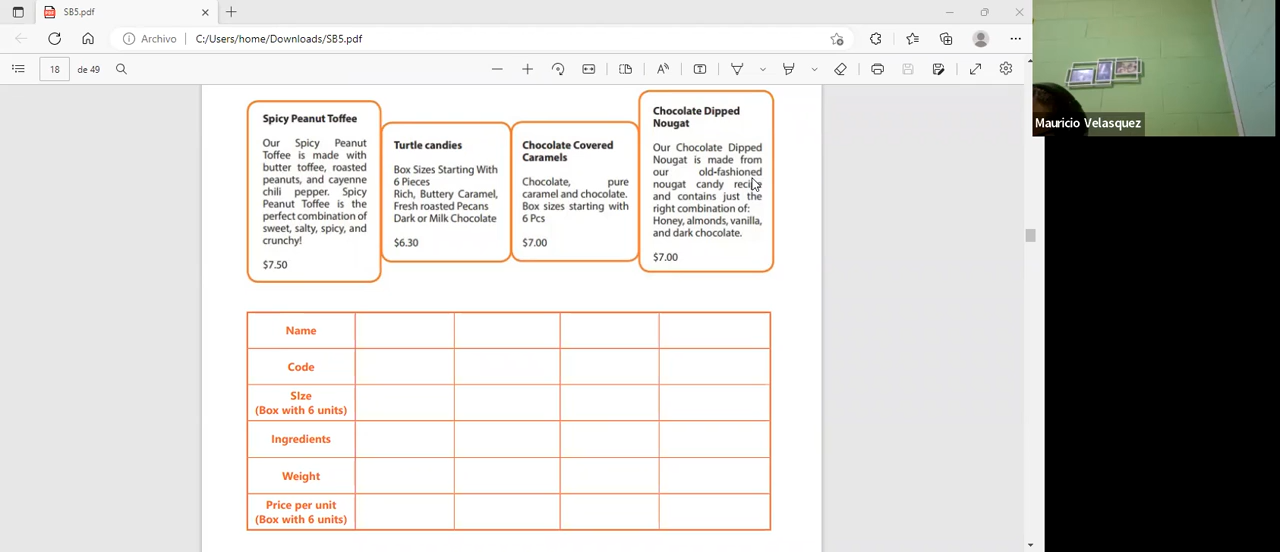 SB5.pdf
Archivo
C:/Users/home/Downloads/SB5.pdf
18
de 49
Spicy Peanut Toffee
Our Spicy Peanut
Toffee is made with
butter toffee, roasted
peanuts, and cayenne
chili pepper. Spicy
Peanut Toffee is the
perfect combination of
sweet, salty, spicy, and
crunchy!
$7.50
Turtle candies
Box Sizes Starting With
6 Pieces
Rich, Buttery Caramel,
Fresh roasted Pecans
Dark or Milk Chocolate
$6.30
Chocolate Covered
Caramels
Chocolate, pure
caramel and chocolate.
Box sizes starting with
6 Pcs
$7.00
Chocolate Dipped
Nougat
Our Chocolate Dipped
Nougat is made from
our old-fashioned
nougat candy recipe
and contains just the
right combination of:
Honey, almonds, vanilla,
and dark chocolate.
$7.00
Name
Code
SIze
(Box with 6 units)
Ingredients
Weight
Price per unit
(Box with 6 units)
Mauricio Velasquez